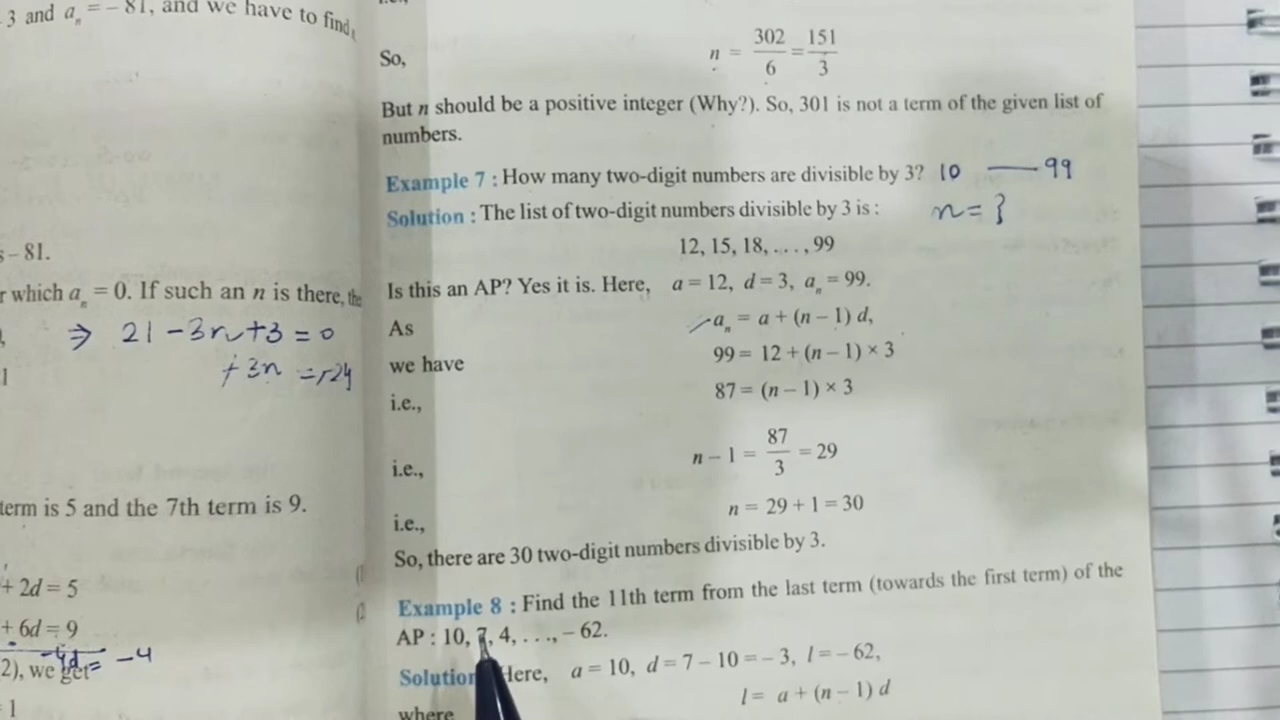 3 and aₙ = – 81, and we have to find,
s – 81.
r which aₙ = 0. If such an n is there, the
⇒ 21 – 3n + 3 = 0
+ 3n = +24
1
term is 5 and the 7th term is 9.
+ 2d = 5
+ 6d = 9
-4d = -4
2), we get
= 1
i.e.,
So, n = 302/6 = 151/3
But n should be a positive integer (Why?). So, 301 is not a term of the given list of
numbers.
Example 7 : How many two-digit numbers are divisible by 3? 10 — 99
Solution : The list of two-digit numbers divisible by 3 is : n = ?
12, 15, 18, . . . , 99
Is this an AP? Yes it is. Here, a = 12, d = 3, aₙ = 99.
As aₙ = a + (n – 1) d,
we have 99 = 12 + (n – 1) × 3
i.e., 87 = (n – 1) × 3
i.e., n – 1 = 87/3 = 29
i.e., n = 29 + 1 = 30
So, there are 30 two-digit numbers divisible by 3.
Example 8 : Find the 11th term from the last term (towards the first term) of the
AP : 10, 7, 4, . . . , – 62.
Solution Here, a = 10, d = 7 – 10 = – 3, l = – 62,
where l = a + (n – 1) d